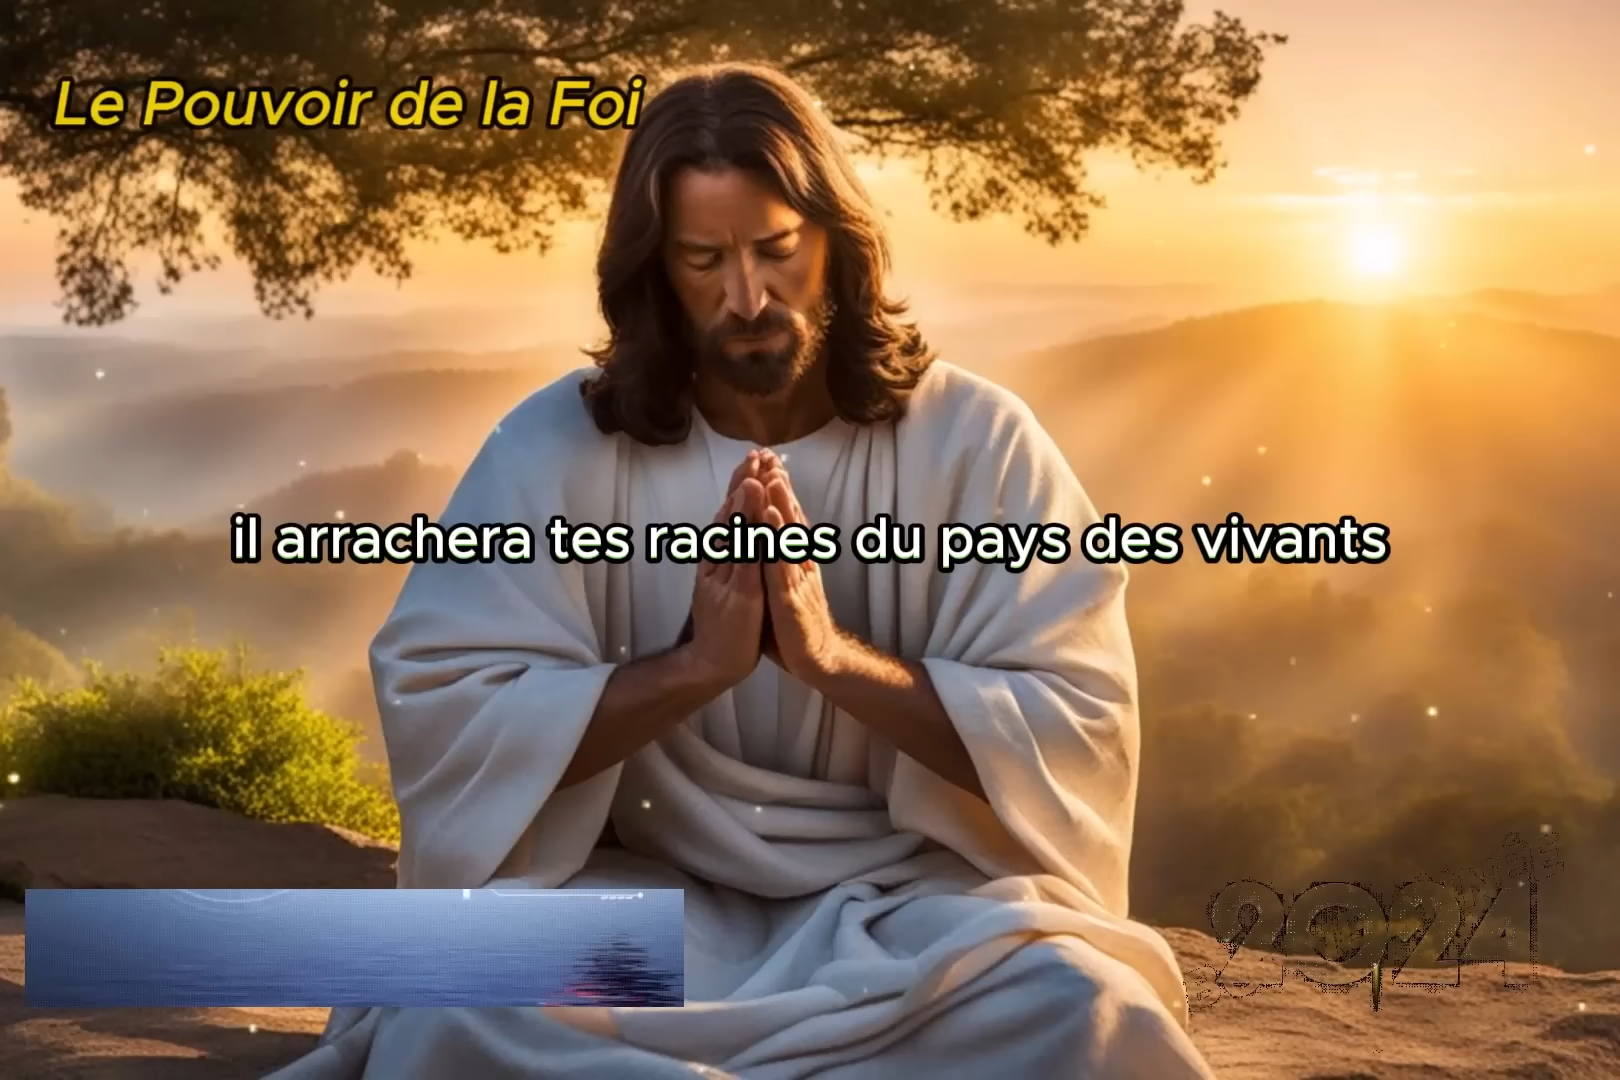 Le Pouvoir de la Foi
il arrachera tes racines du pays des vivants
2024